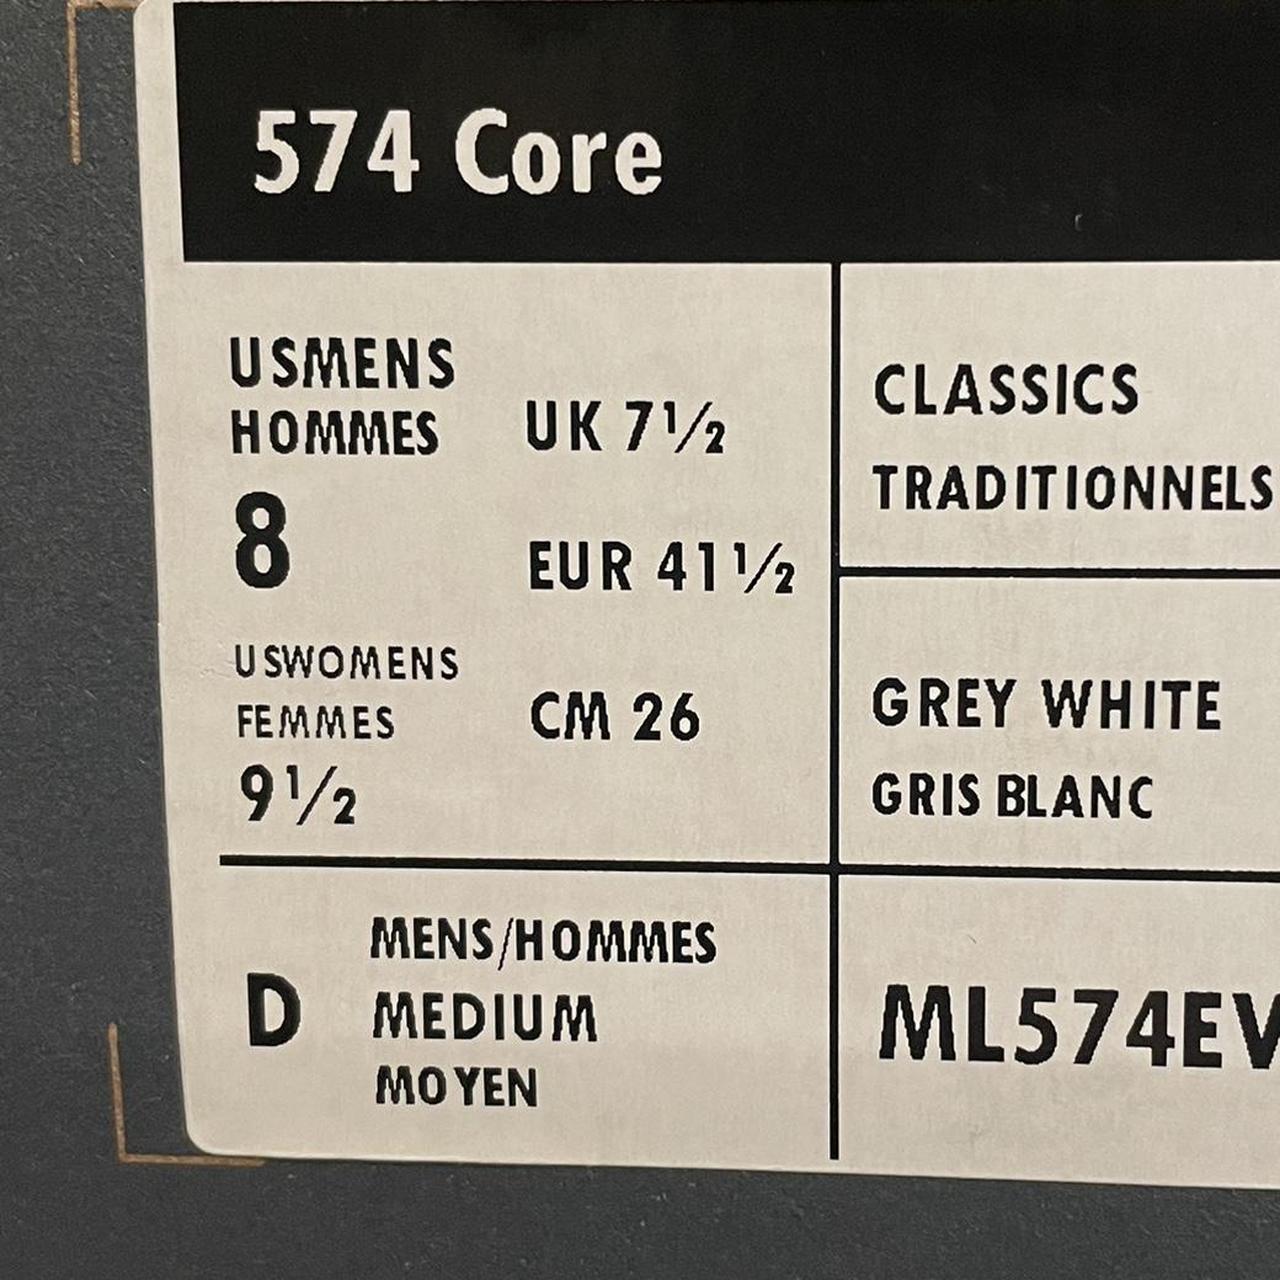 574 Core
USMENS
HOMMES
8
UK 7½
EUR 41½
USWOMENS
FEMMES
9½
CM 26
CLASSICS
TRADITIONNELS
GREY WHITE
GRIS BLANC
D
MENS/HOMMES
MEDIUM
MOYEN
ML574EV